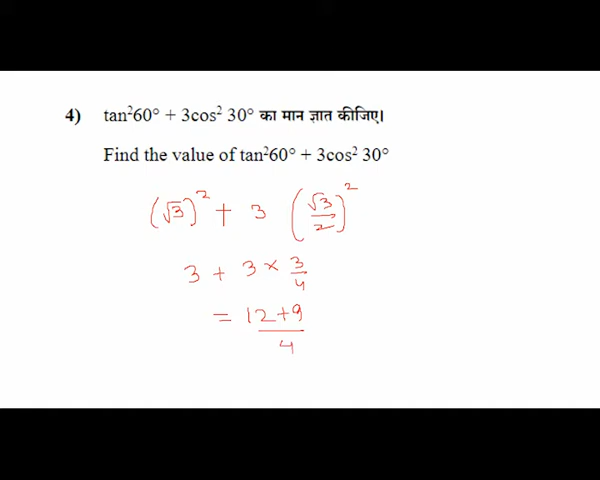 4) tan²60° + 3cos² 30° का मान ज्ञात कीजिए।
Find the value of tan²60° + 3cos² 30°
(√3)² + 3 (√3/2)²
3 + 3 × 3/4
= 12+9/4